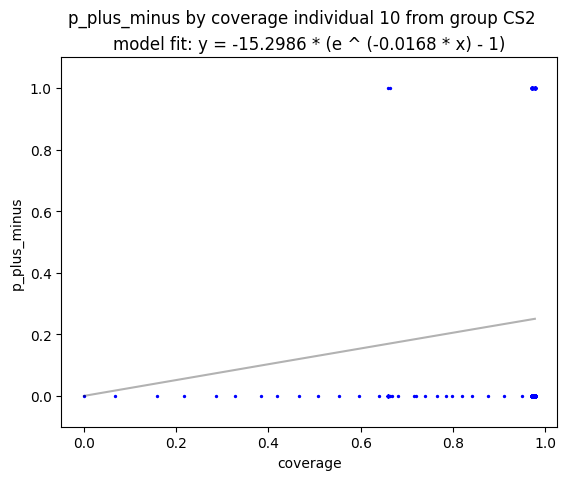 p_plus_minus by coverage individual 10 from group CS2
model fit: y = -15.2986 * (e ^ (-0.0168 * x) - 1)
1.0
0.8
0.6
0.4
0.2
0.0
p_plus_minus
0.0 0.2 0.4 0.6 0.8 1.0
coverage